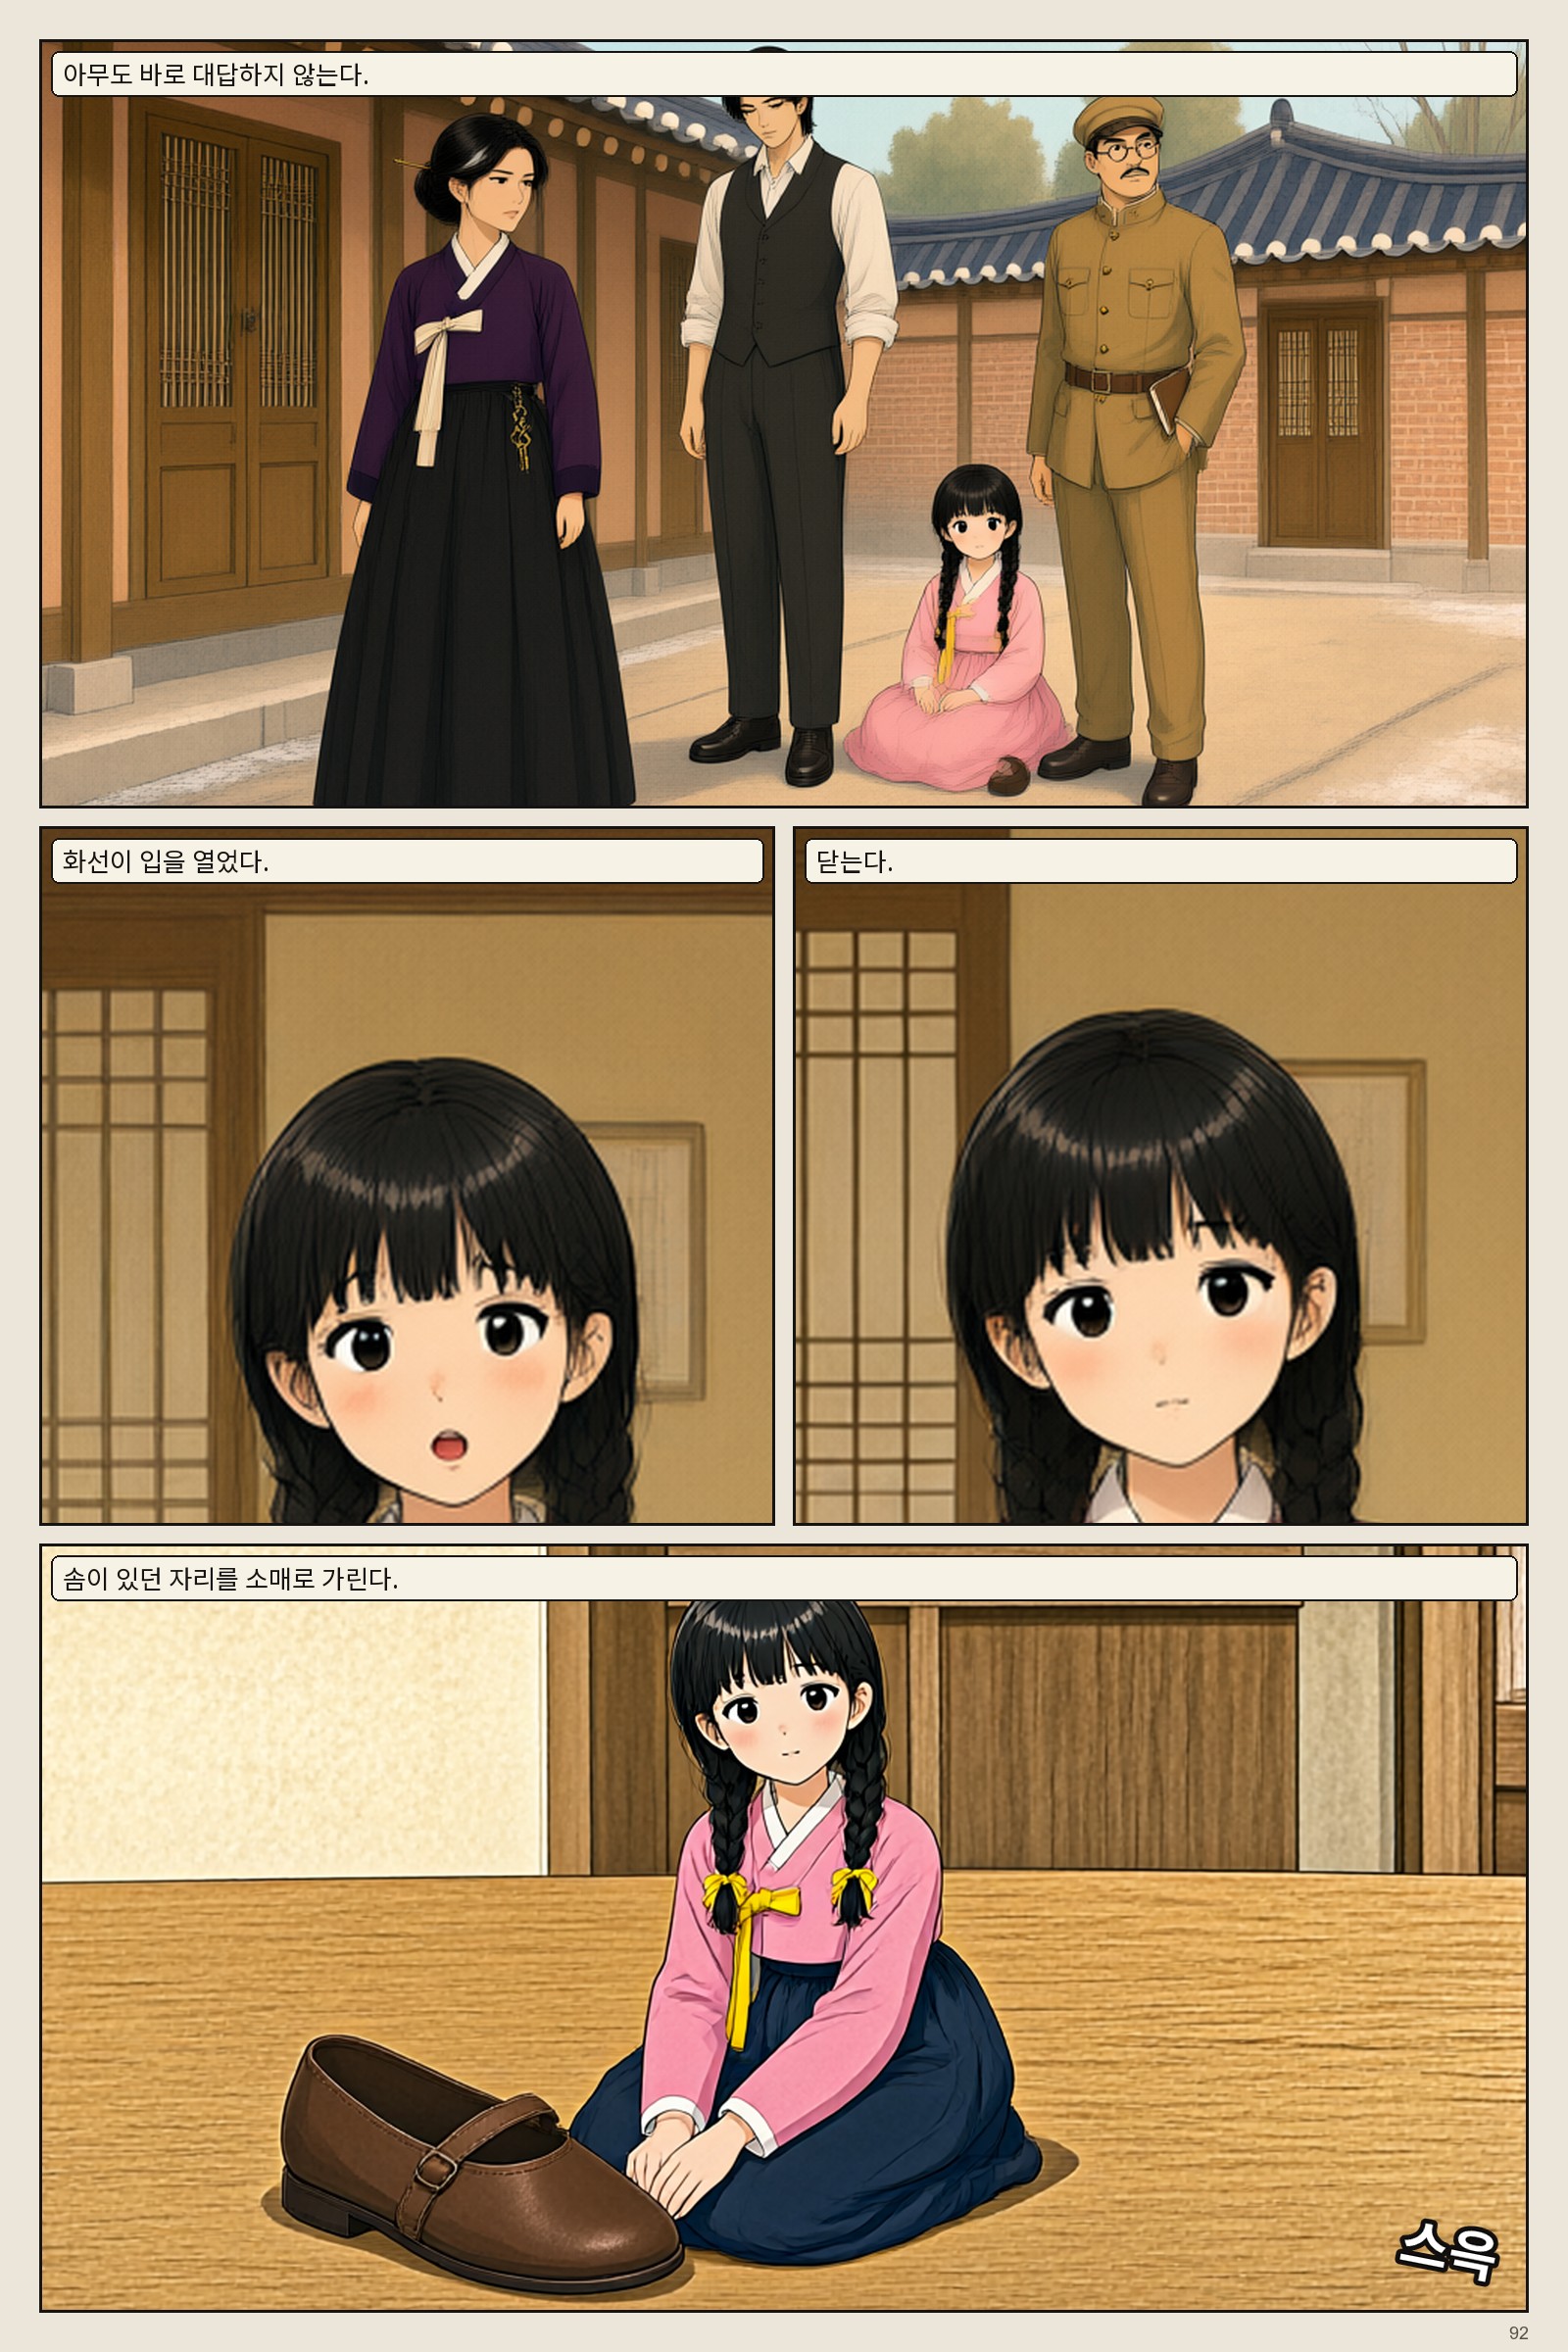 아무도 바로 대답하지 않는다.
화선이 입을 열었다.
닫는다.
솜이 있던 자리를 소매로 가린다.
스윽
92